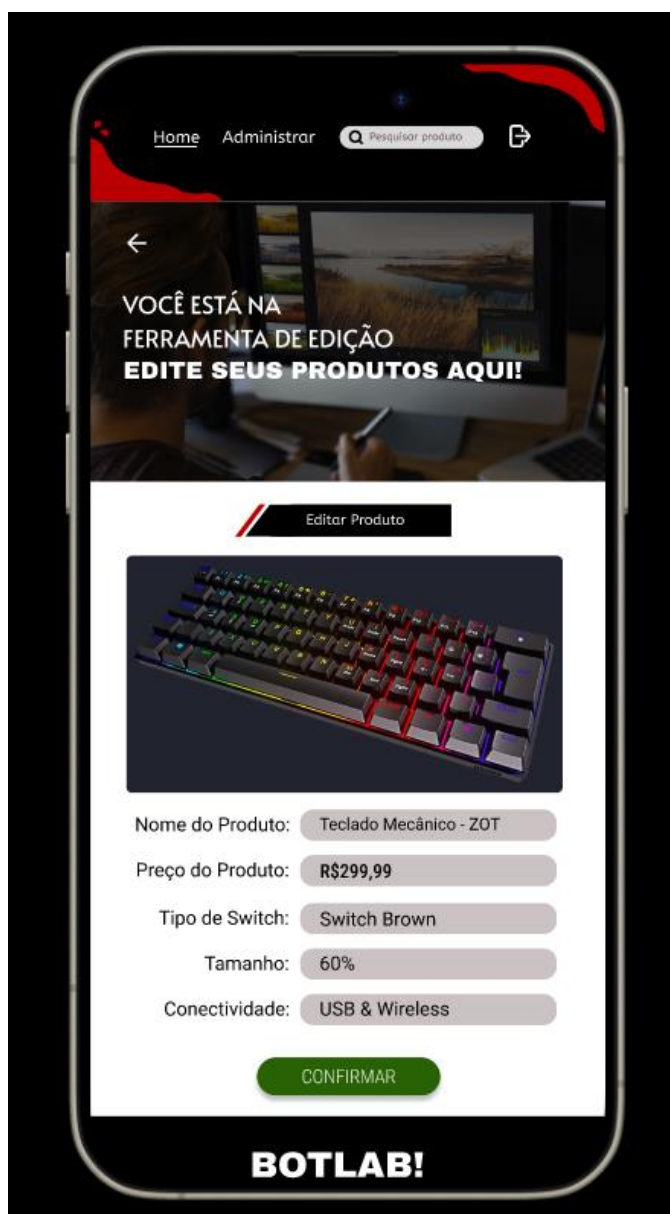 Home Administrar Pesquisar produto
VOCÊ ESTÁ NA
FERRAMENTA DE EDIÇÃO
EDITE SEUS PRODUTOS AQUI!
Editar Produto
Nome do Produto: Teclado Mecânico - ZOT
Preço do Produto: R$299,99
Tipo de Switch: Switch Brown
Tamanho: 60%
Conectividade: USB & Wireless
CONFIRMAR
BOTLAB!